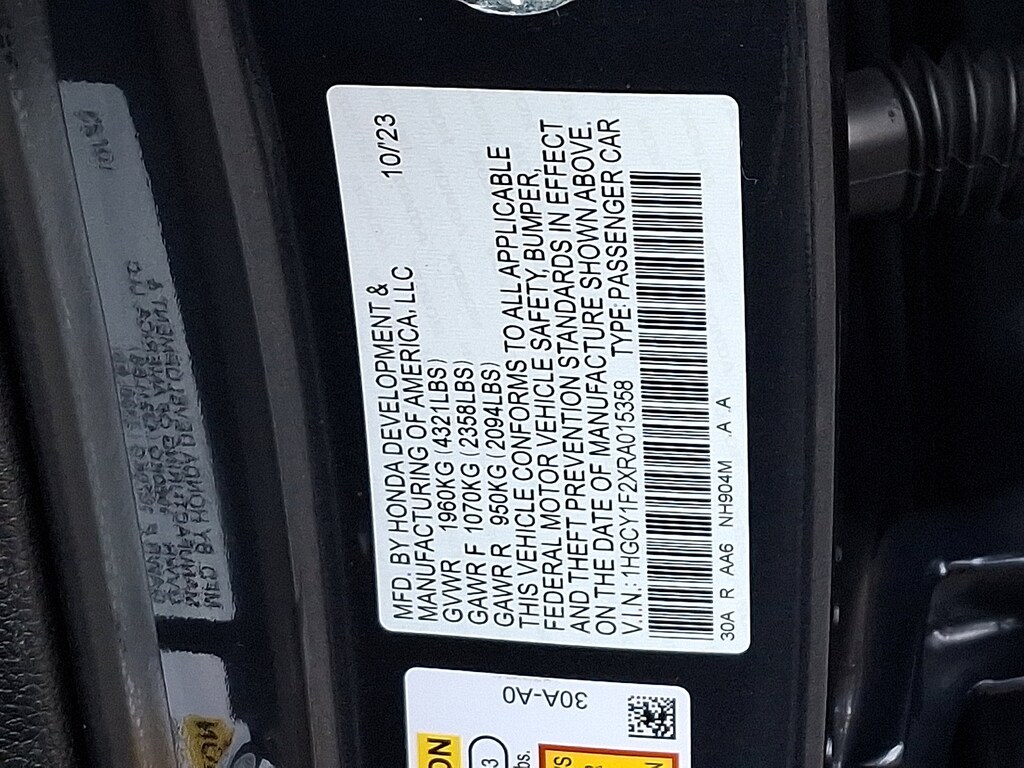 MFD. BY HONDA DEVELOPMENT &
MANUFACTURING OF AMERICA, LLC 10/'23
GVWR 1960KG (4321LBS)
GAWR F 1070KG (2358LBS)
GAWR R 950KG (2094LBS)
THIS VEHICLE CONFORMS TO ALL APPLICABLE
FEDERAL MOTOR VEHICLE SAFETY, BUMPER,
AND THEFT PREVENTION STANDARDS IN EFFECT
ON THE DATE OF MANUFACTURE SHOWN ABOVE.
V.I.N.: 1HGCY1F2XRA015358 TYPE: PASSENGER CAR
30A R AA6 NH904M .A .A
30A-A0